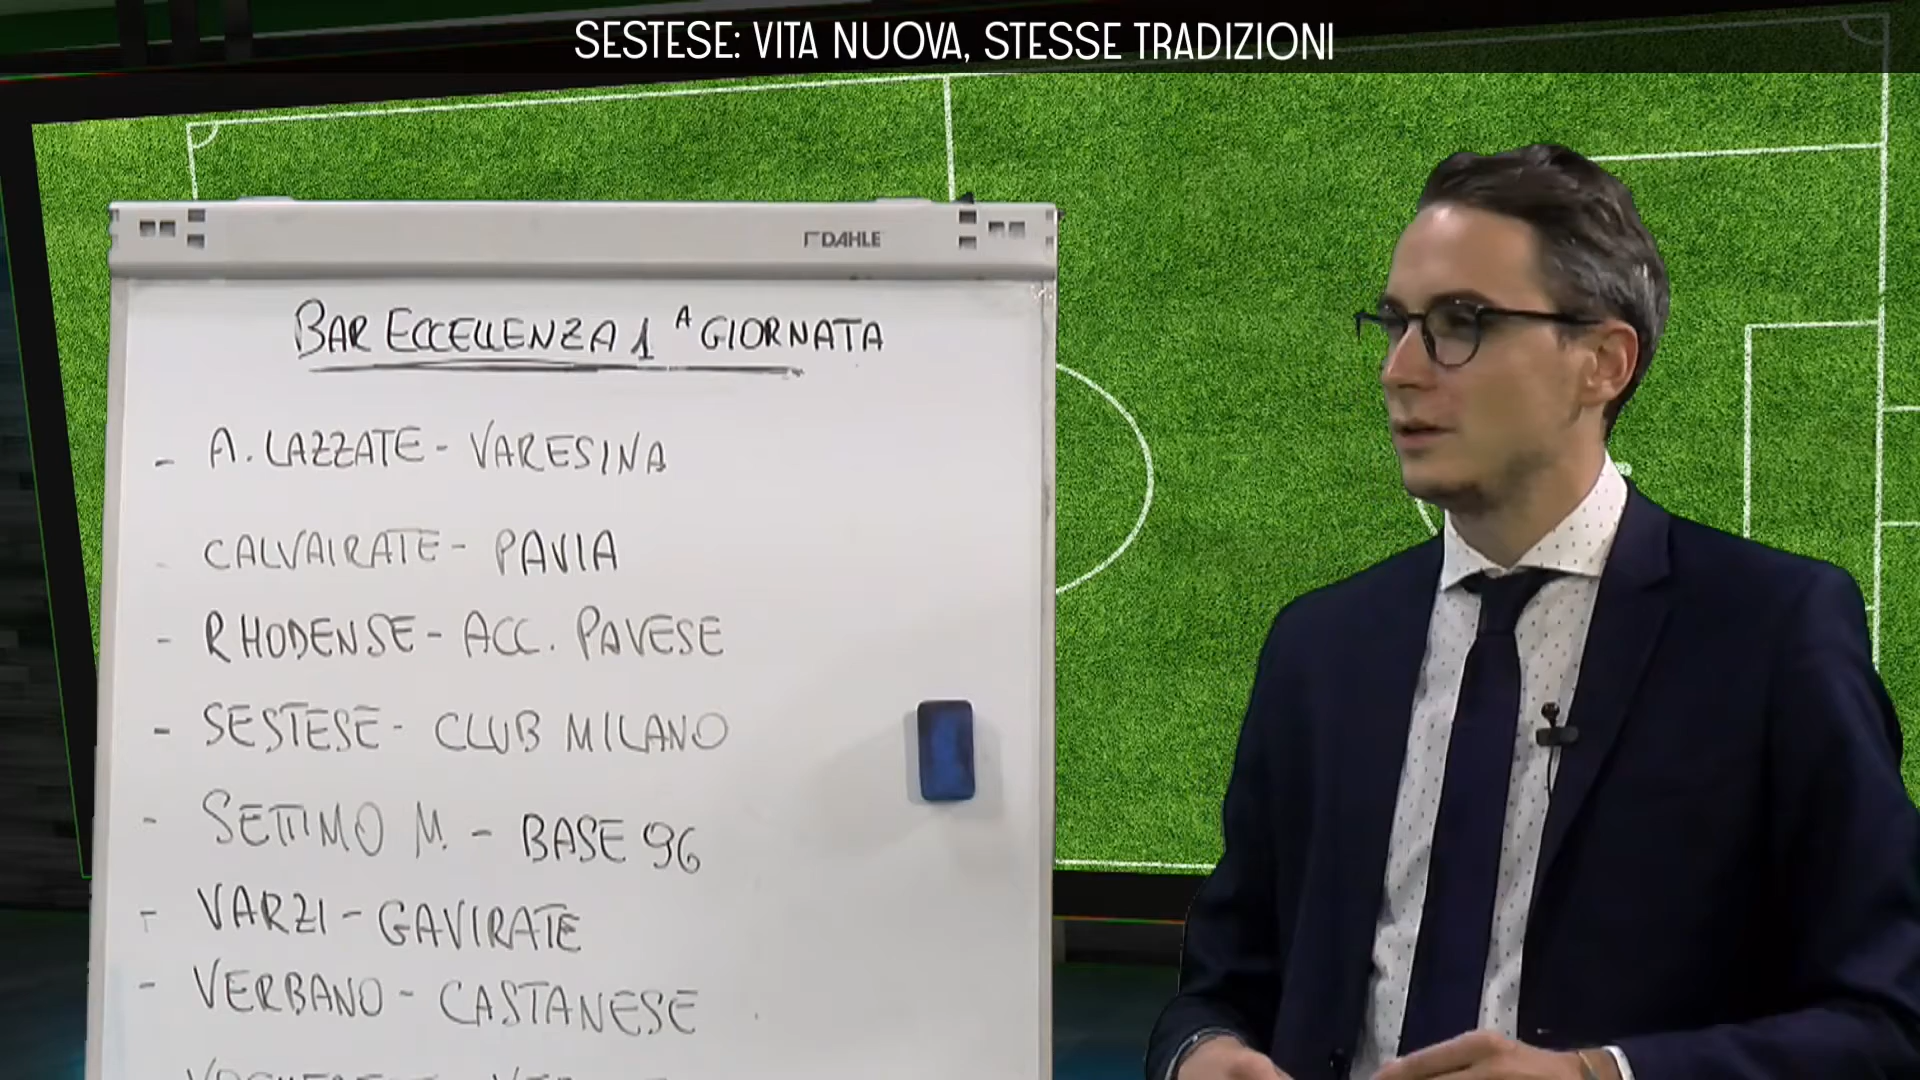 SESTESE: VITA NUOVA, STESSE TRADIZIONI
DAHLE
BAR ECCELLENZA 1 A GIORNATA
- A. LAZZATE - VARESINA
CALVAIRATE - PAVIA
- RHODENSE - ACC. PAVESE
- SESTESE - CLUB MILANO
- SETTIMO M. - BASE 96
- VARZI - GAVIRATE
- VERBANO - CASTANESE